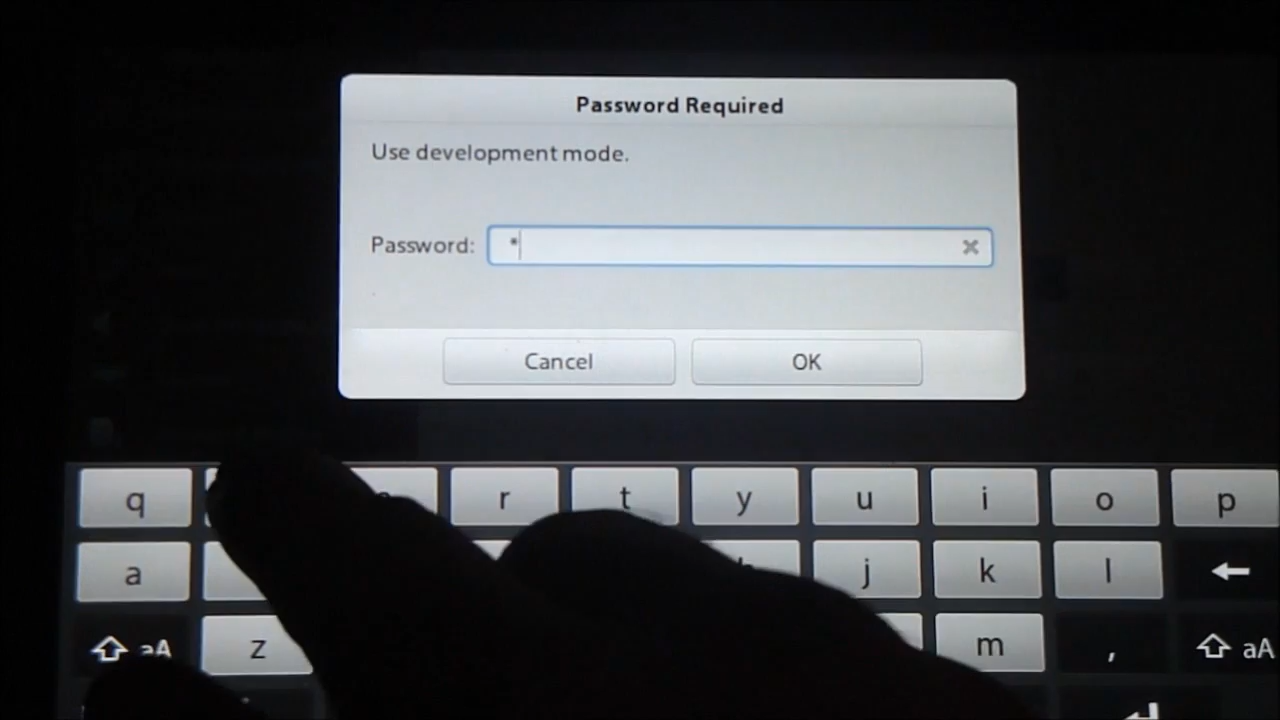 Password Required
Use development mode.
Password: *
Cancel OK
q r t y u i o p
a j k l
aA z m , aA